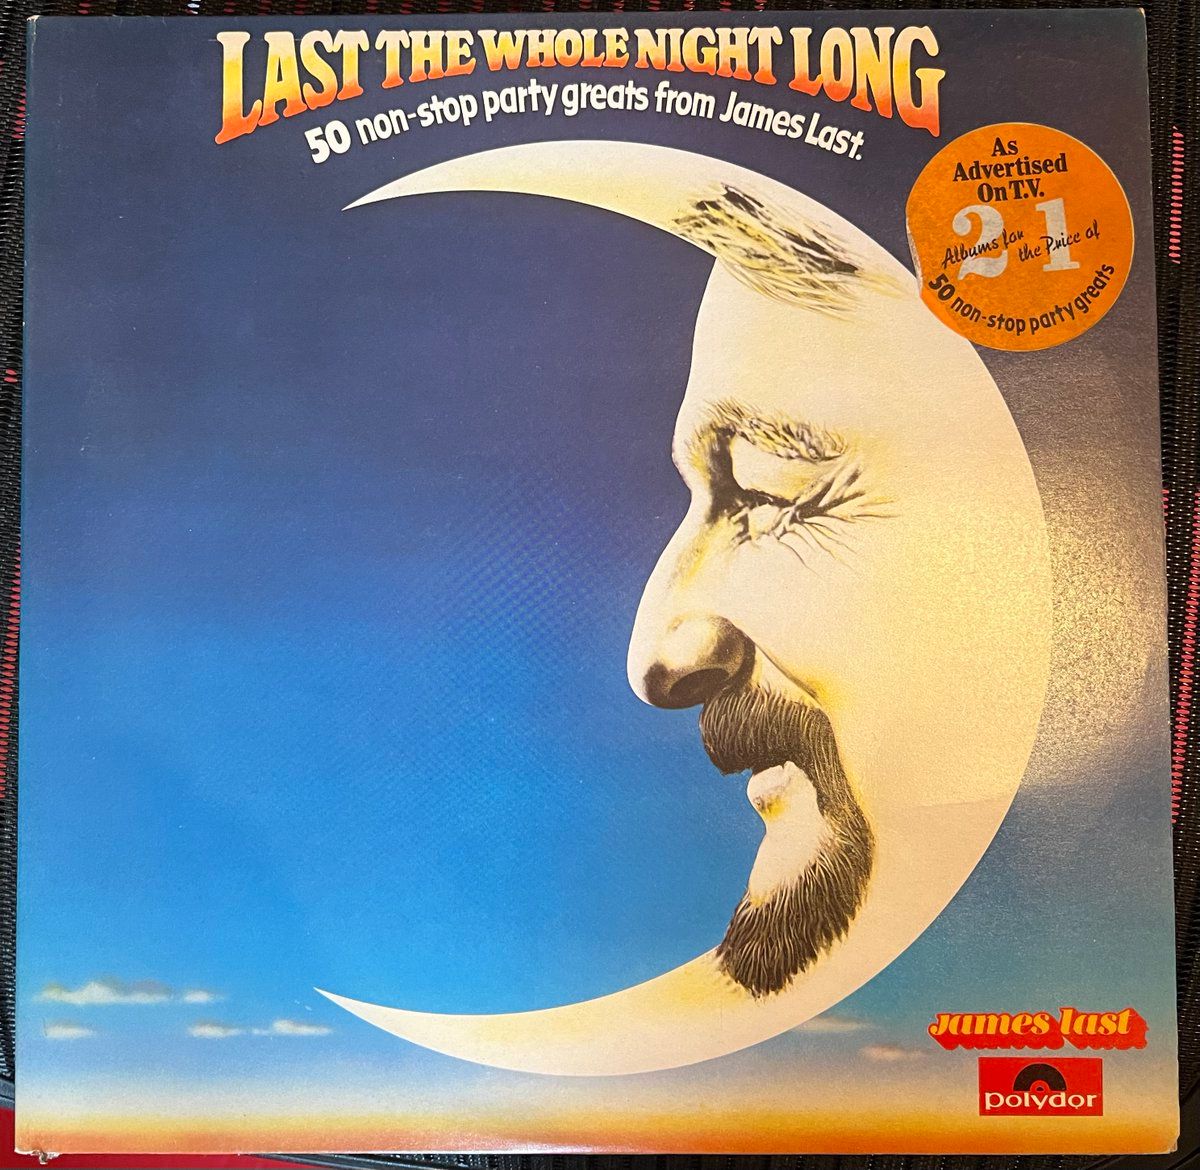 LAST THE WHOLE NIGHT LONG
50 non-stop party greats from James Last.
As
Advertised
On T.V.
2 1
Albums for the Price of
50 non-stop party greats
james last
polydor